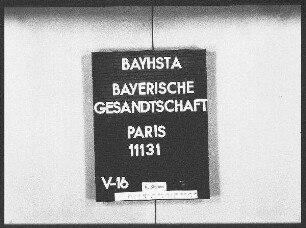 BAYHSTA
BAYERISCHE
GESANDTSCHAFT
PARIS
11131
V-16